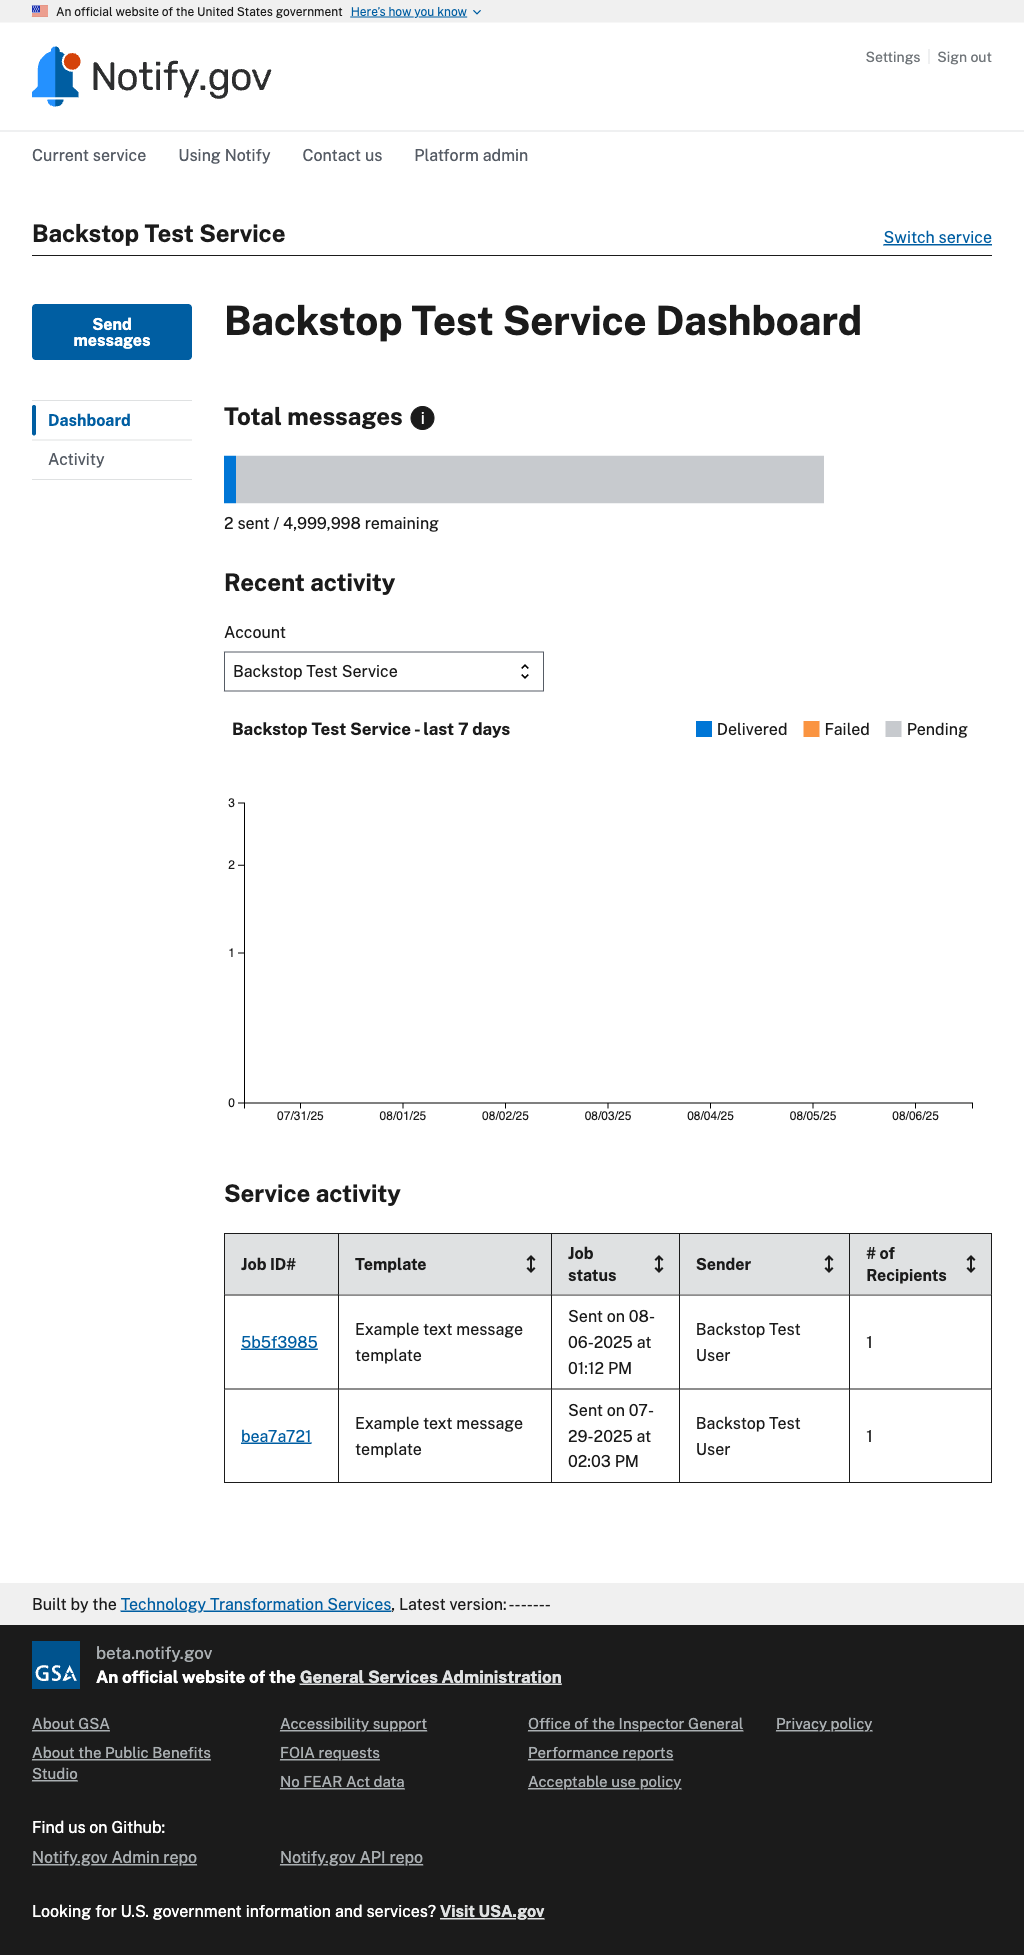 An official website of the United States government Here's how you know
Notify.gov
Settings Sign out
Current service Using Notify Contact us Platform admin
Backstop Test Service
Switch service
Send
messages
Dashboard
Activity
Backstop Test Service Dashboard
Total messages i
2 sent / 4,999,998 remaining
Recent activity
Account
Backstop Test Service
Backstop Test Service - last 7 days
Delivered Failed Pending
3
2
1
0
07/31/25 08/01/25 08/02/25 08/03/25 08/04/25 08/05/25 08/06/25
Service activity
Job ID# Template Job status Sender # of Recipients
5b5f3985 Example text message template Sent on 08-06-2025 at 01:12 PM Backstop Test User 1
bea7a721 Example text message template Sent on 07-29-2025 at 02:03 PM Backstop Test User 1
Built by the Technology Transformation Services, Latest version:-------
GSA
beta.notify.gov
An official website of the General Services Administration
About GSA
About the Public Benefits
Studio
Accessibility support
FOIA requests
No FEAR Act data
Office of the Inspector General
Performance reports
Acceptable use policy
Privacy policy
Find us on Github:
Notify.gov Admin repo Notify.gov API repo
Looking for U.S. government information and services? Visit USA.gov